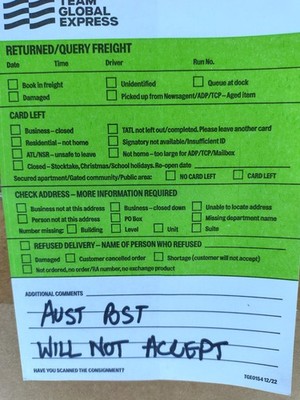 TEAM
GLOBAL
EXPRESS
RETURNED/QUERY FREIGHT
Date Time Driver Run No.
Book in freight Unidentified Queue at dock
Damaged Picked up from Newsagent/ADP/TCP – Aged item
CARD LEFT
Business – closed TATL not left out/completed. Please leave another card
Residential – not home Signatory not available/Insufficient ID
ATL/NSR – unsafe to leave Not home – too large for ADP/TCP/Mailbox
Closed – Stocktake, Christmas/School holidays. Re-open date
Secured apartment/Gated community/Public area: NO CARD LEFT CARD LEFT
CHECK ADDRESS – MORE INFORMATION REQUIRED
Business not at this address Business – closed down Unable to locate address
Person not at this address PO Box Missing department name
Number missing: Building Level Unit Suite
REFUSED DELIVERY – NAME OF PERSON WHO REFUSED
Damaged Customer cancelled order Shortage (customer will not accept)
Not ordered, no order/RA number, no exchange product
ADDITIONAL COMMENTS
AUST POST
WILL NOT ACCEPT
HAVE YOU SCANNED THE CONSIGNMENT? TGE0154 12/22